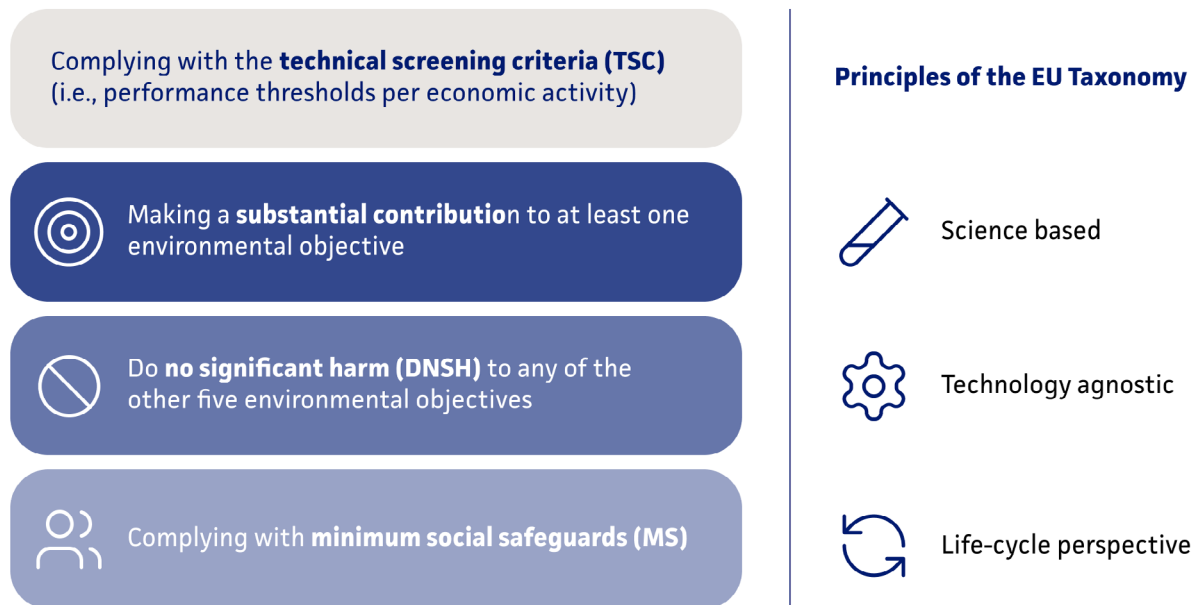 Complying with the technical screening criteria (TSC)
(i.e., performance thresholds per economic activity)
Making a substantial contribution to at least one
environmental objective
Do no significant harm (DNSH) to any of the
other five environmental objectives
Complying with minimum social safeguards (MS)
Principles of the EU Taxonomy
Science based
Technology agnostic
Life-cycle perspective